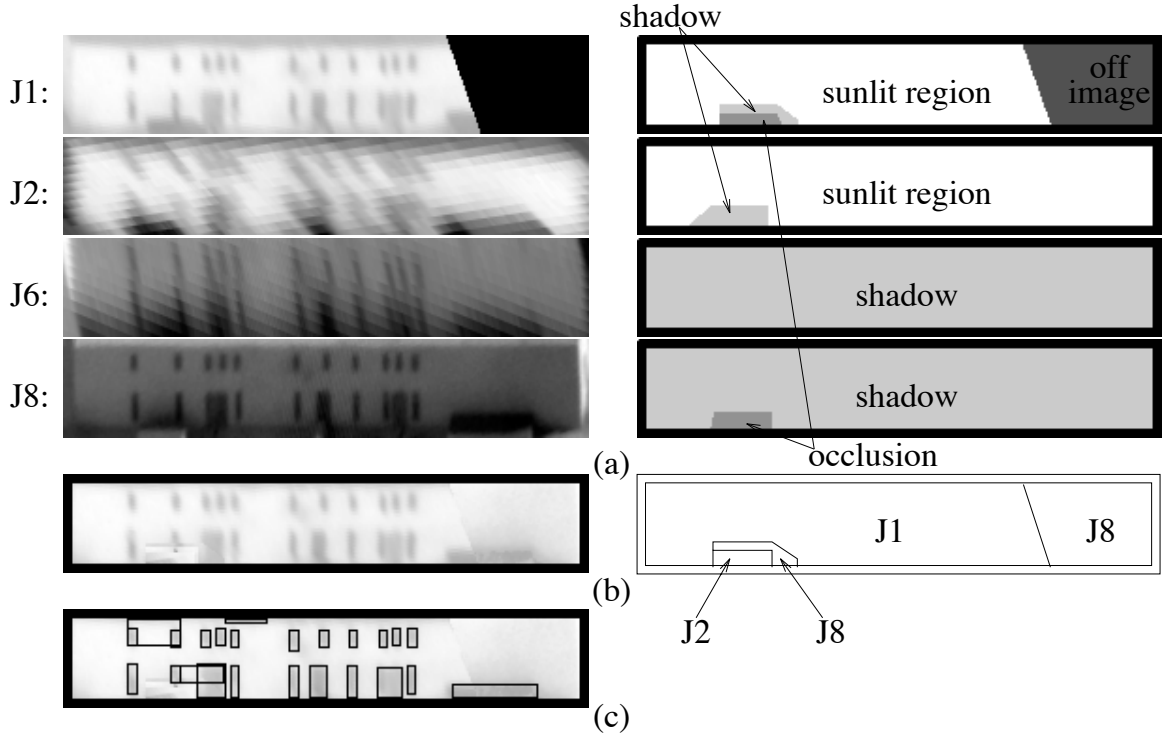 shadow
J1:
sunlit region
off
image
J2:
sunlit region
J6:
shadow
J8:
shadow
(a)
occlusion
J1
J8
(b)
J2
J8
(c)